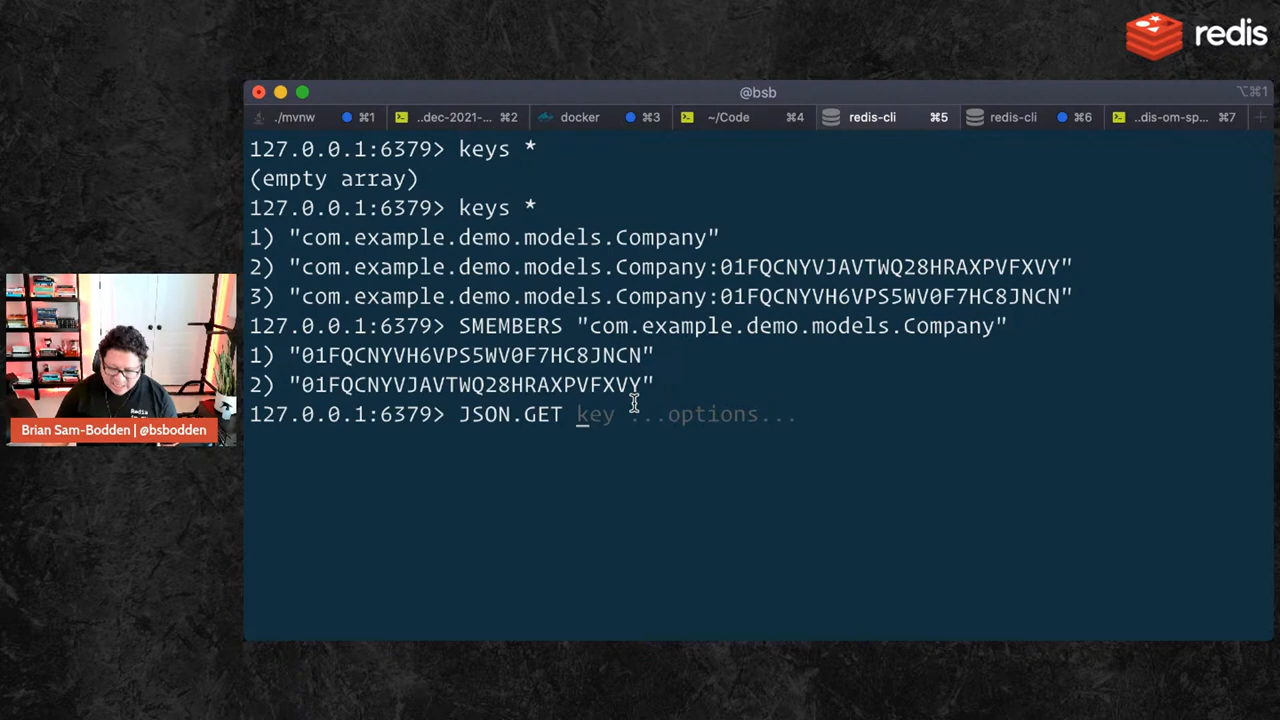 redis
@bsb
⌥⌘1
./mvnw ⌘1
..dec-2021-... ⌘2
docker ⌘3
~/Code ⌘4
redis-cli ⌘5
redis-cli ⌘6
..dis-om-sp... ⌘7
127.0.0.1:6379> keys *
(empty array)
127.0.0.1:6379> keys *
1) "com.example.demo.models.Company"
2) "com.example.demo.models.Company:01FQCNYVJAVTWQ28HRAXPVFXVY"
3) "com.example.demo.models.Company:01FQCNYVH6VPS5WV0F7HC8JNCN"
127.0.0.1:6379> SMEMBERS "com.example.demo.models.Company"
1) "01FQCNYVH6VPS5WV0F7HC8JNCN"
2) "01FQCNYVJAVTWQ28HRAXPVFXVY"
127.0.0.1:6379> JSON.GET key ...options...
Redis
Brian Sam-Bodden | @bsbodden